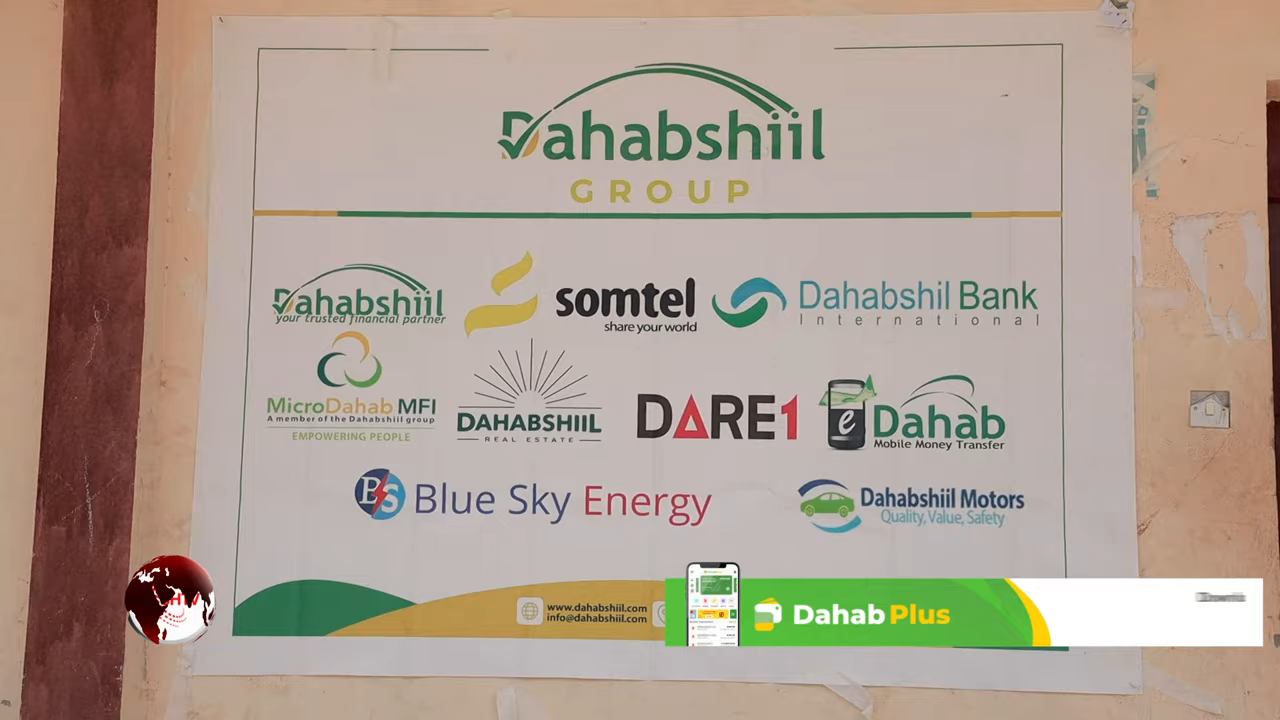 Dahabshiil
GROUP
Dahabshiil
your trusted financial partner
somtel
share your world
Dahabshil Bank
International
MicroDahab MFI
A member of the Dahabshiil group
EMPOWERING PEOPLE
DAHABSHIIL
REAL ESTATE
DARE1
e Dahab
Mobile Money Transfer
BS Blue Sky Energy
Dahabshiil Motors
Quality, Value, Safety
www.dahabshiil.com
info@dahabshiil.com
Dahab Plus